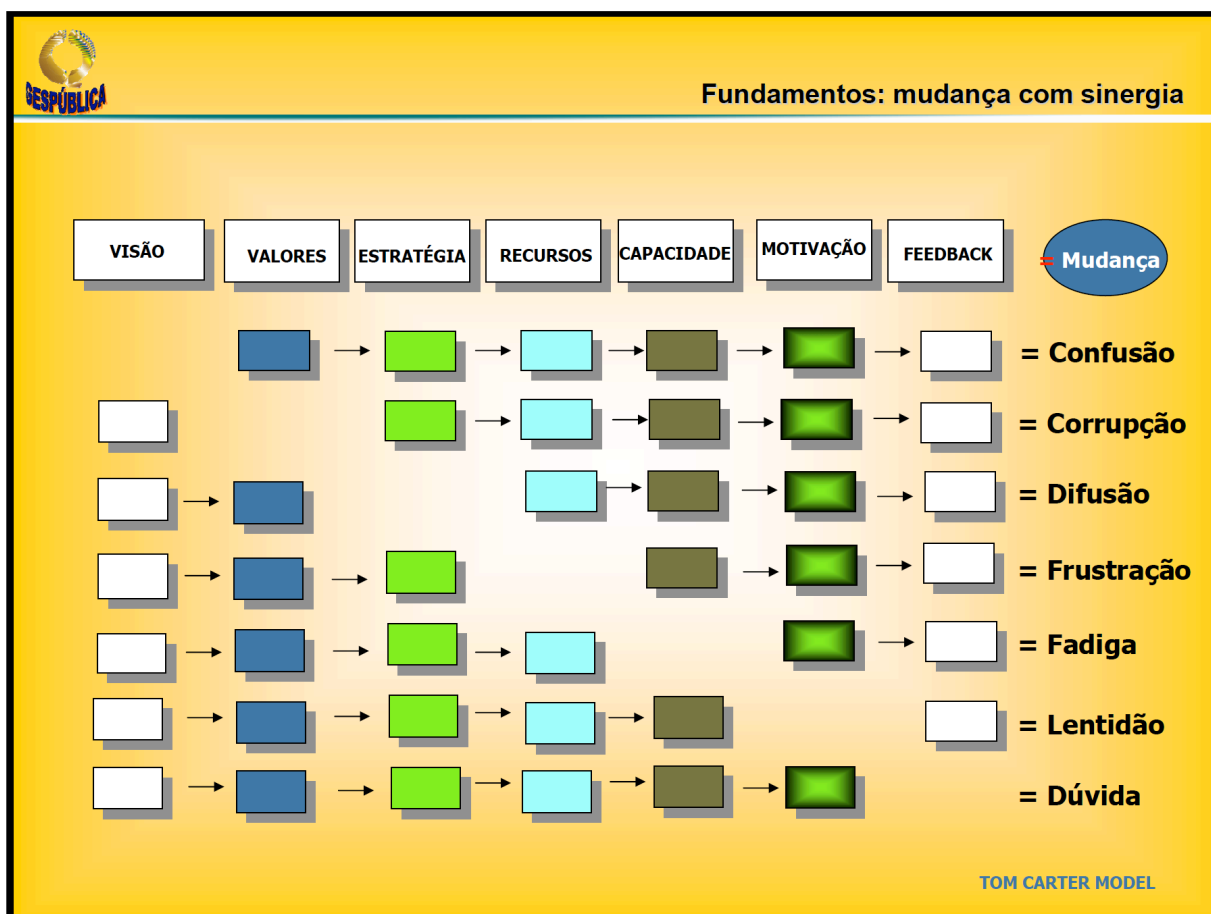 GESPÚBLICA
Fundamentos: mudança com sinergia
VISÃO
VALORES
ESTRATÉGIA
RECURSOS
CAPACIDADE
MOTIVAÇÃO
FEEDBACK
= Mudança
= Confusão
= Corrupção
= Difusão
= Frustração
= Fadiga
= Lentidão
= Dúvida
TOM CARTER MODEL